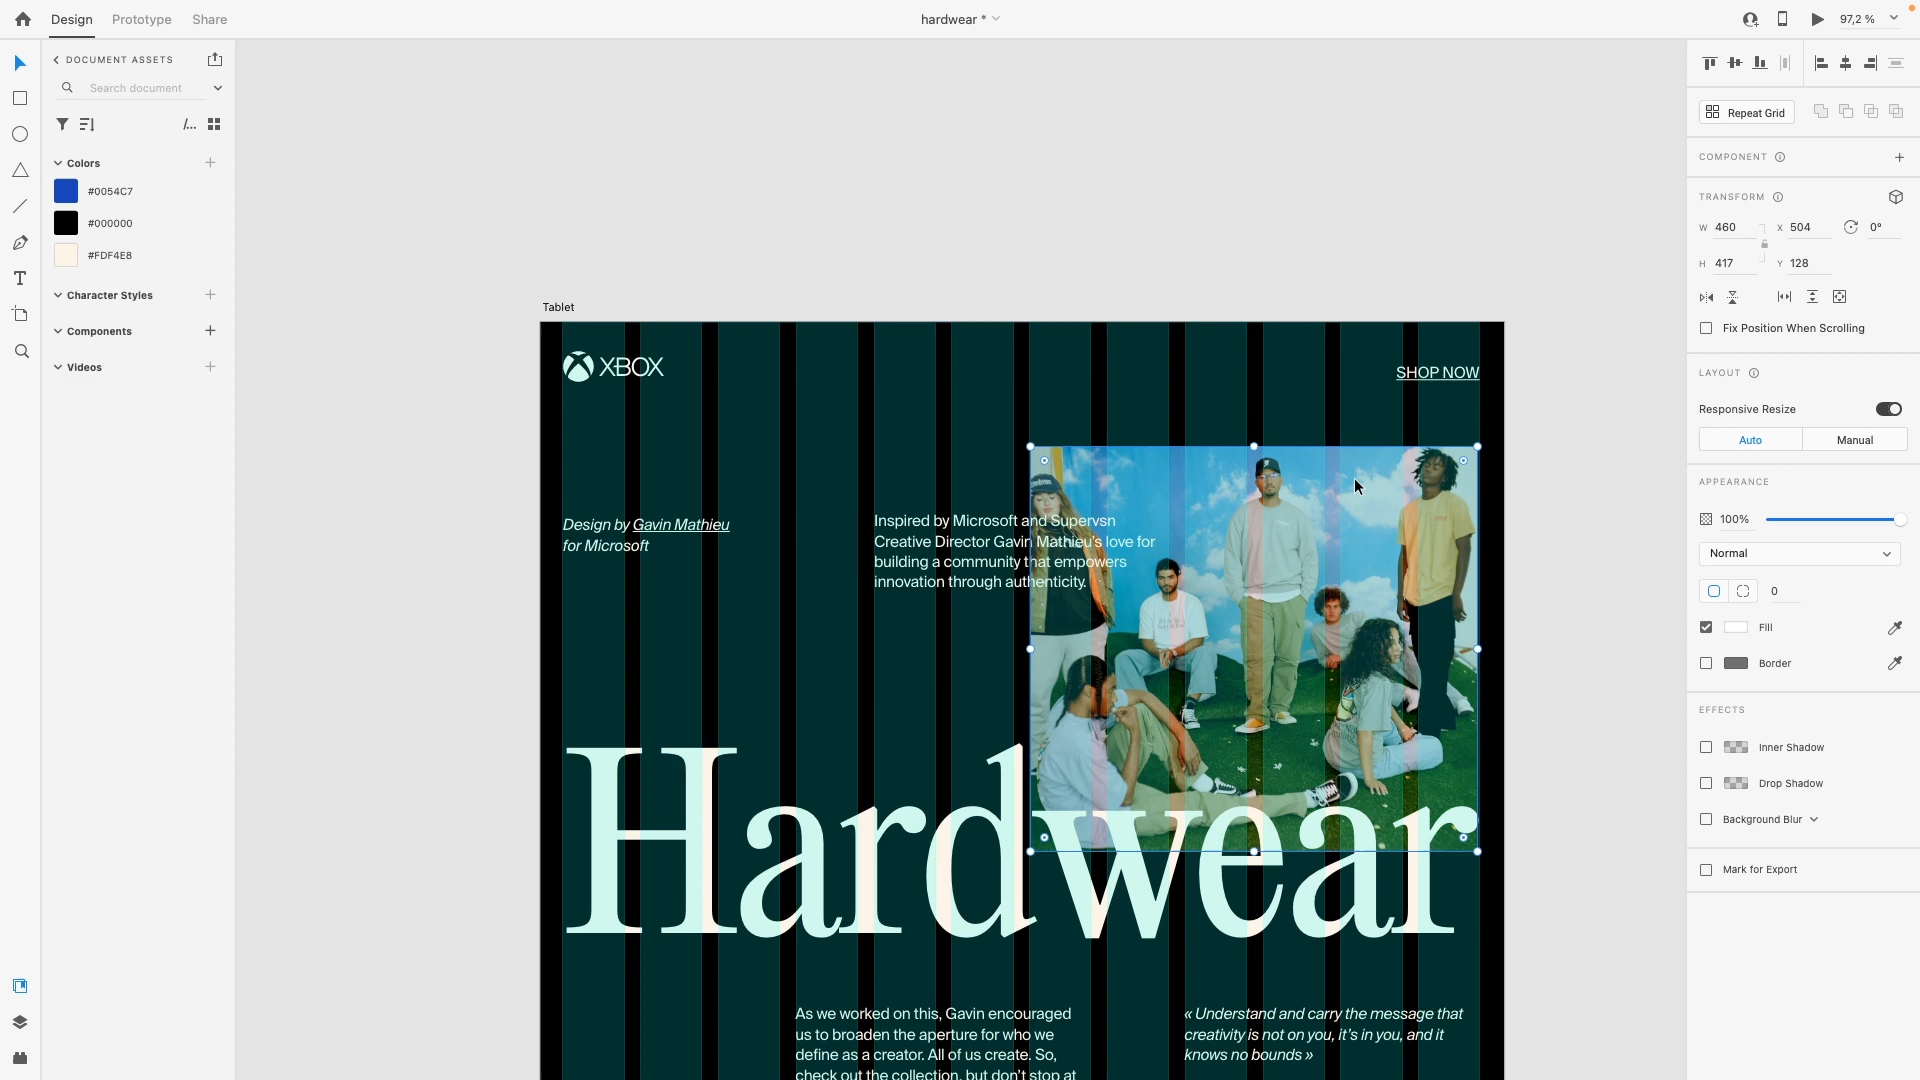 Design
Prototype
Share
hardwear *
97,2 %
DOCUMENT ASSETS
Search document
/...
Colors
#0054C7
#000000
#FDF4E8
Character Styles
Components
Videos
Tablet
XBOX
SHOP NOW
Design by Gavin Mathieu
for Microsoft
Inspired by Microsoft and Supervsn
Creative Director Gavin Mathieu's love for
building a community that empowers
innovation through authenticity.
Hardwear
As we worked on this, Gavin encouraged
us to broaden the aperture for who we
define as a creator. All of us create. So,
check out the collection, but don't stop at
« Understand and carry the message that
creativity is not on you, it's in you, and it
knows no bounds »
Repeat Grid
COMPONENT
TRANSFORM
W 460 X 504 0°
H 417 Y 128
Fix Position When Scrolling
LAYOUT
Responsive Resize
Auto Manual
APPEARANCE
100%
Normal
0
Fill
Border
EFFECTS
Inner Shadow
Drop Shadow
Background Blur
Mark for Export